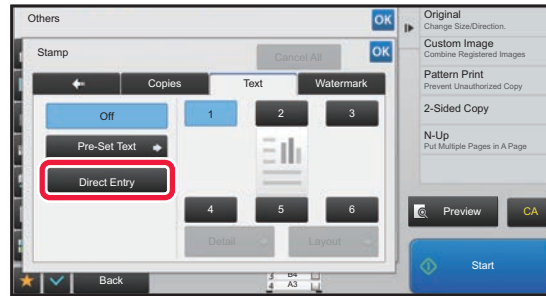 Others
OK
Stamp
Cancel All
OK
Copies
Text
Watermark
Off
Pre-Set Text
Direct Entry
1
2
3
4
5
6
Detail
Layout
Back
3 B4
4 A3
Original
Change Size/Direction.
Custom Image
Combine Registered Images
Pattern Print
Prevent Unauthorized Copy
2-Sided Copy
N-Up
Put Multiple Pages in A Page
Preview
CA
Start